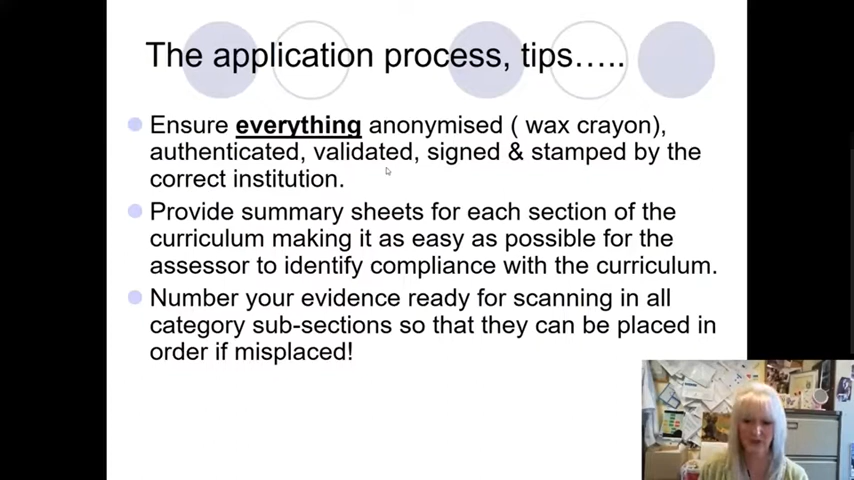 The application process, tips…..
Ensure everything anonymised ( wax crayon),
authenticated, validated, signed & stamped by the
correct institution.
Provide summary sheets for each section of the
curriculum making it as easy as possible for the
assessor to identify compliance with the curriculum.
Number your evidence ready for scanning in all
category sub-sections so that they can be placed in
order if misplaced!